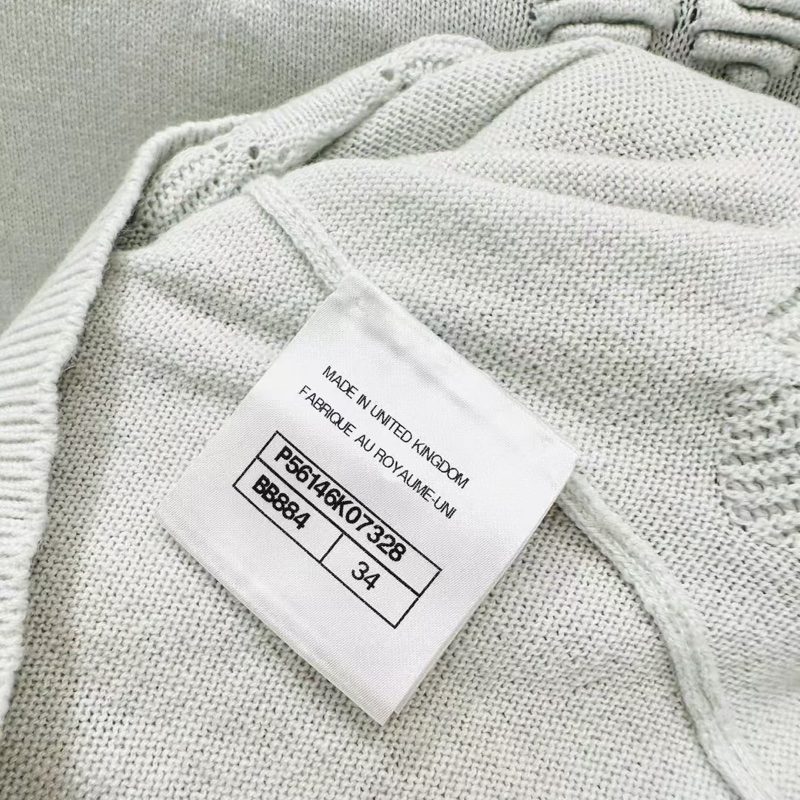 MADE IN UNITED KINGDOM
FABRIQUE AU ROYAUME-UNI
P56146K07328
BB884 34